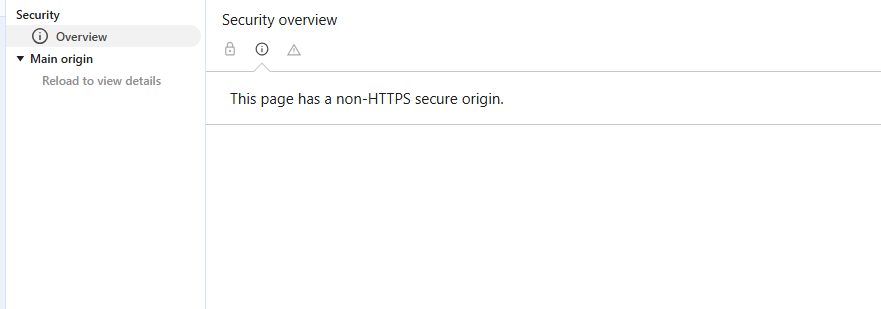 Security
Overview
Main origin
Reload to view details
Security overview
This page has a non-HTTPS secure origin.